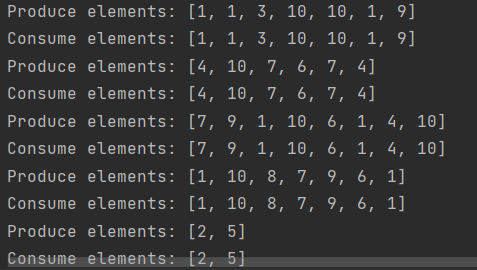 Produce elements: [1, 1, 3, 10, 10, 1, 9]
Consume elements: [1, 1, 3, 10, 10, 1, 9]
Produce elements: [4, 10, 7, 6, 7, 4]
Consume elements: [4, 10, 7, 6, 7, 4]
Produce elements: [7, 9, 1, 10, 6, 1, 4, 10]
Consume elements: [7, 9, 1, 10, 6, 1, 4, 10]
Produce elements: [1, 10, 8, 7, 9, 6, 1]
Consume elements: [1, 10, 8, 7, 9, 6, 1]
Produce elements: [2, 5]
Consume elements: [2, 5]